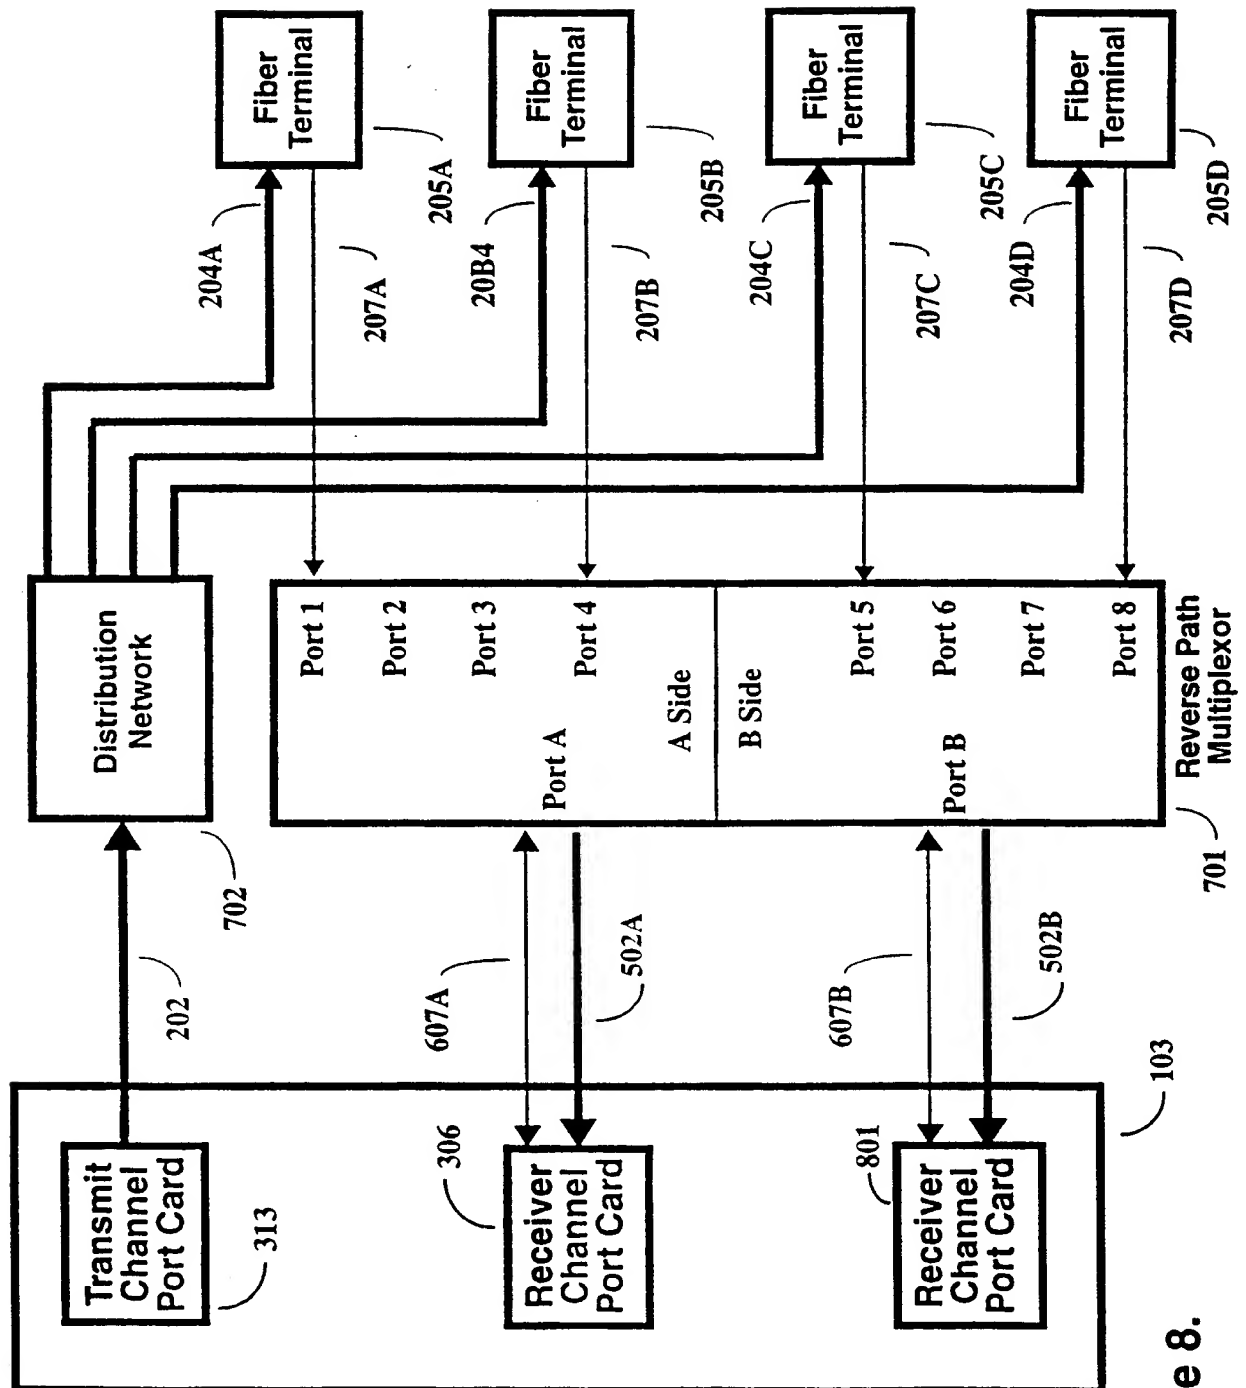 Transmit
Channel
Port Card
313
202
Distribution
Network
702
204A
207A
Fiber
Terminal
205A
20B4
207B
Fiber
Terminal
205B
204C
207C
Fiber
Terminal
205C
204D
207D
Fiber
Terminal
205D
Receiver
Channel
Port Card
306
607A
502A
Port A
Port 1
Port 2
Port 3
Port 4
A Side
B Side
Port 5
Port 6
Port 7
Port 8
Port B
Reverse Path
Multiplexor
701
607B
502B
Receiver
Channel
Port Card
801
103
e 8.